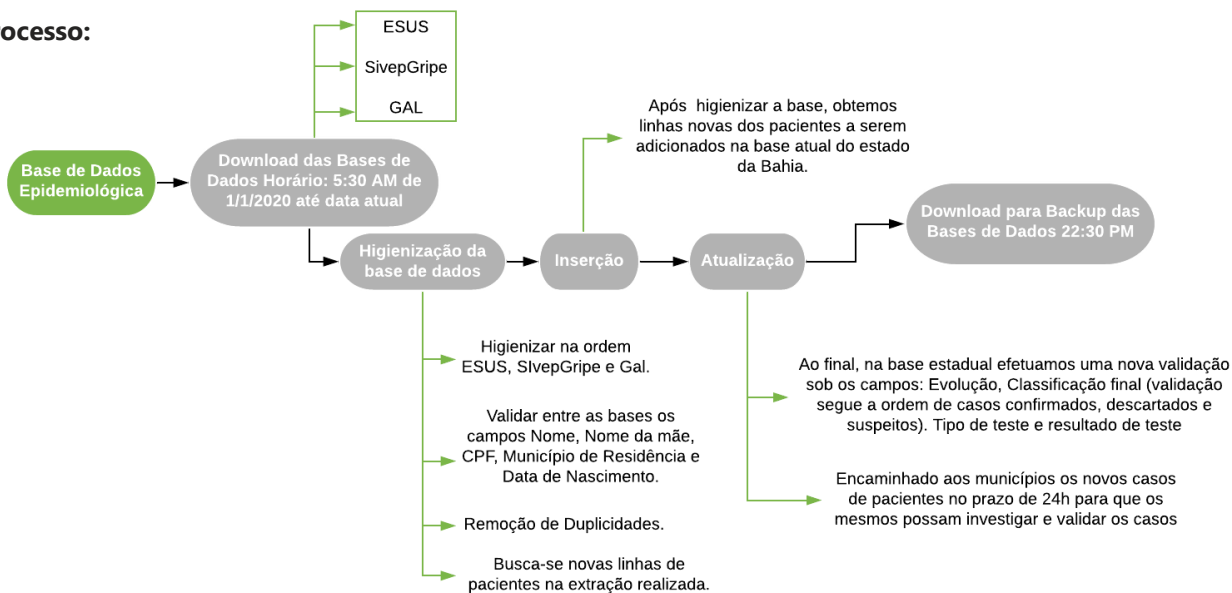 ocesso:
ESUS
SivepGripe
GAL
Base de Dados
Epidemiológica
Download das Bases de
Dados Horário: 5:30 AM de
1/1/2020 até data atual
Após higienizar a base, obtemos
linhas novas dos pacientes a serem
adicionados na base atual do estado
da Bahia.
Download para Backup das
Bases de Dados 22:30 PM
Higienização da
base de dados
Inserção
Atualização
Higienizar na ordem
ESUS, SIvepGripe e Gal.
Validar entre as bases os
campos Nome, Nome da mãe,
CPF, Município de Residência e
Data de Nascimento.
Remoção de Duplicidades.
Busca-se novas linhas de
pacientes na extração realizada.
Ao final, na base estadual efetuamos uma nova validação
sob os campos: Evolução, Classificação final (validação
segue a ordem de casos confirmados, descartados e
suspeitos). Tipo de teste e resultado de teste
Encaminhado aos municípios os novos casos
de pacientes no prazo de 24h para que os
mesmos possam investigar e validar os casos